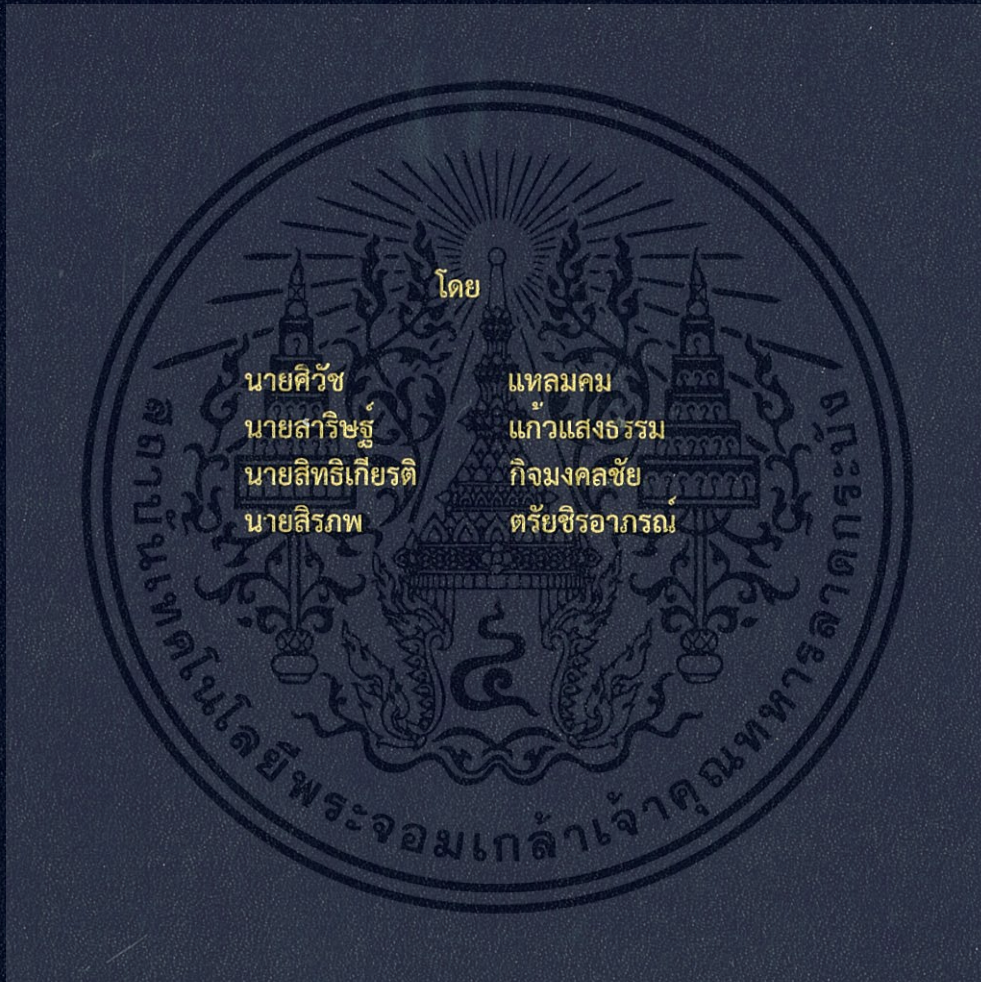 โดย
นายศิวัช แหลมคม
นายสาริษฐ์ แก้วแสงธรรม
นายสิทธิเกียรติ กิจมงคลชัย
นายสิรภพ ตรัยชิรอาภรณ์
๔
สถาบันเทคโนโลยีพระจอมเกล้าเจ้าคุณทหารลาดกระบัง